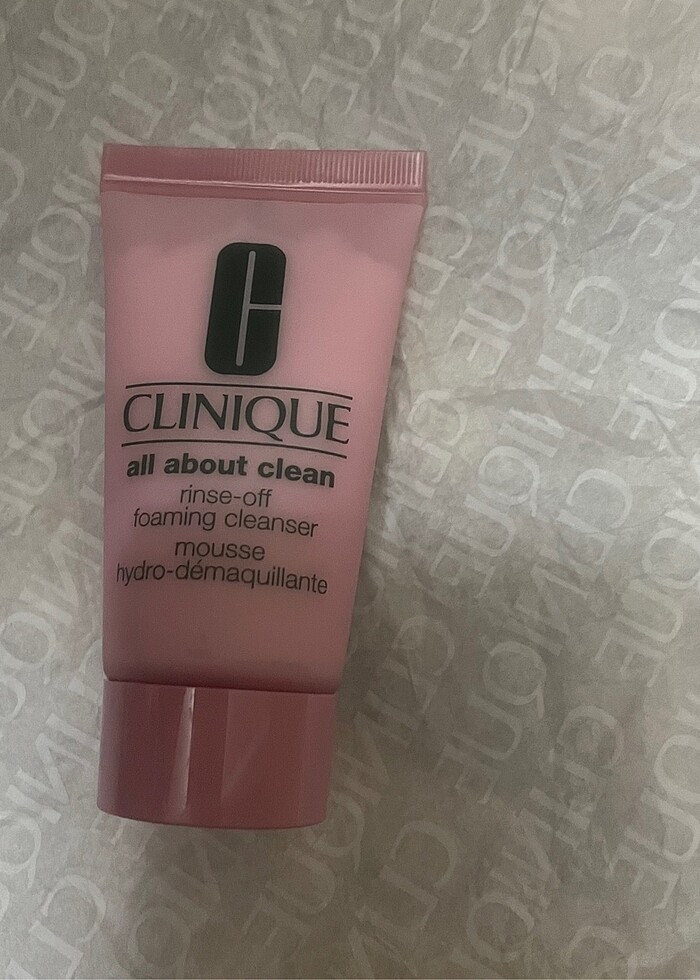 CLINIQUE
all about clean
rinse-off
foaming cleanser
mousse
hydro-démaquillante